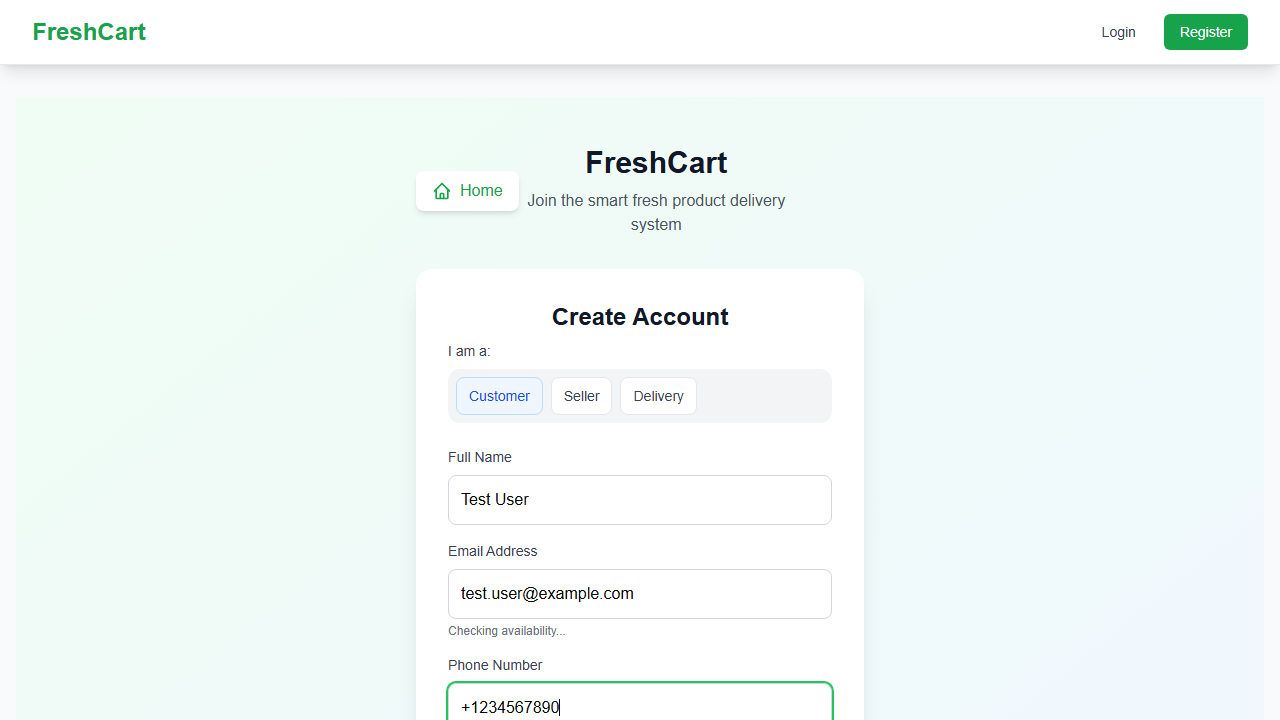 FreshCart
Login
Register
FreshCart
Home
Join the smart fresh product delivery
system
Create Account
I am a:
Customer
Seller
Delivery
Full Name
Test User
Email Address
test.user@example.com
Checking availability...
Phone Number
+1234567890